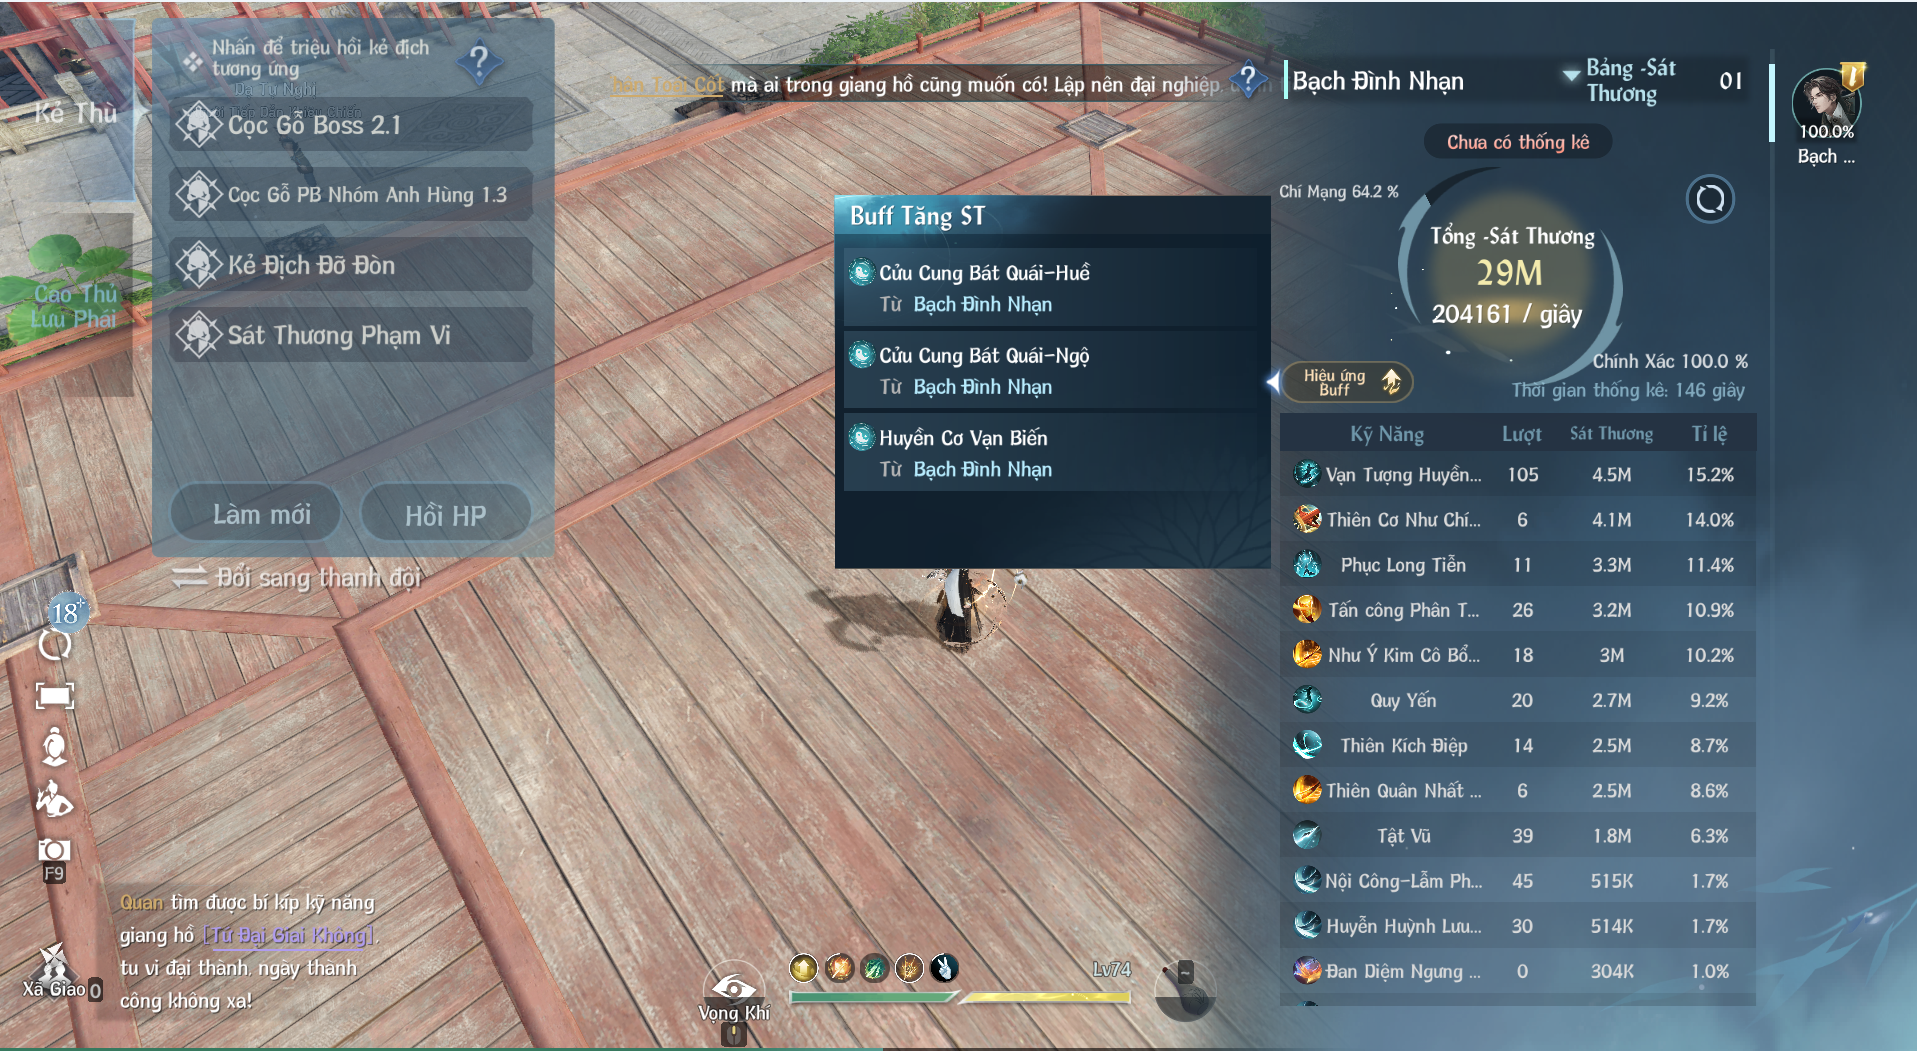 Nhấn để triệu hồi kẻ địch
tương ứng
Kẻ Thù
Cọc Gỗ Boss 2.1
Cọc Gỗ PB Nhóm Anh Hùng 1.3
Kẻ Địch Đỡ Đòn
Cao Thủ
Lưu Phái
Sát Thương Phạm Vi
Làm mới
Hồi HP
Đổi sang thanh đội
18+
F9
Quan tìm được bí kíp kỹ năng
giang hồ [Tứ Đại Giai Không],
tu vi đại thành, ngày thành
công không xa!
Xã Giao O
mà ai trong giang hồ cũng muốn có! Lập nên đại nghiệp,
Buff Tăng ST
Cửu Cung Bát Quái-Huề
Từ Bạch Đình Nhạn
Cửu Cung Bát Quái-Ngộ
Từ Bạch Đình Nhạn
Huyền Cơ Vạn Biến
Từ Bạch Đình Nhạn
Vọng Khí
Lv74
~
Bạch Đình Nhạn
Bảng -Sát
Thương
01
Chưa có thống kê
Chí Mạng 64.2 %
Tổng -Sát Thương
29M
204161 / giây
Chính Xác 100.0 %
Thời gian thống kê: 146 giây
Hiệu ứng
Buff
Kỹ Năng Lượt Sát Thương Tỉ lệ
Vạn Tượng Huyền... 105 4.5M 15.2%
Thiên Cơ Như Chí... 6 4.1M 14.0%
Phục Long Tiễn 11 3.3M 11.4%
Tấn công Phân T... 26 3.2M 10.9%
Như Ý Kim Cô Bổ... 18 3M 10.2%
Quy Yến 20 2.7M 9.2%
Thiên Kích Điệp 14 2.5M 8.7%
Thiên Quân Nhất ... 6 2.5M 8.6%
Tật Vũ 39 1.8M 6.3%
Nội Công-Lẫm Ph... 45 515K 1.7%
Huyễn Huỳnh Lưu... 30 514K 1.7%
Đan Diệm Ngưng ... 0 304K 1.0%
100.0%
Bạch ...